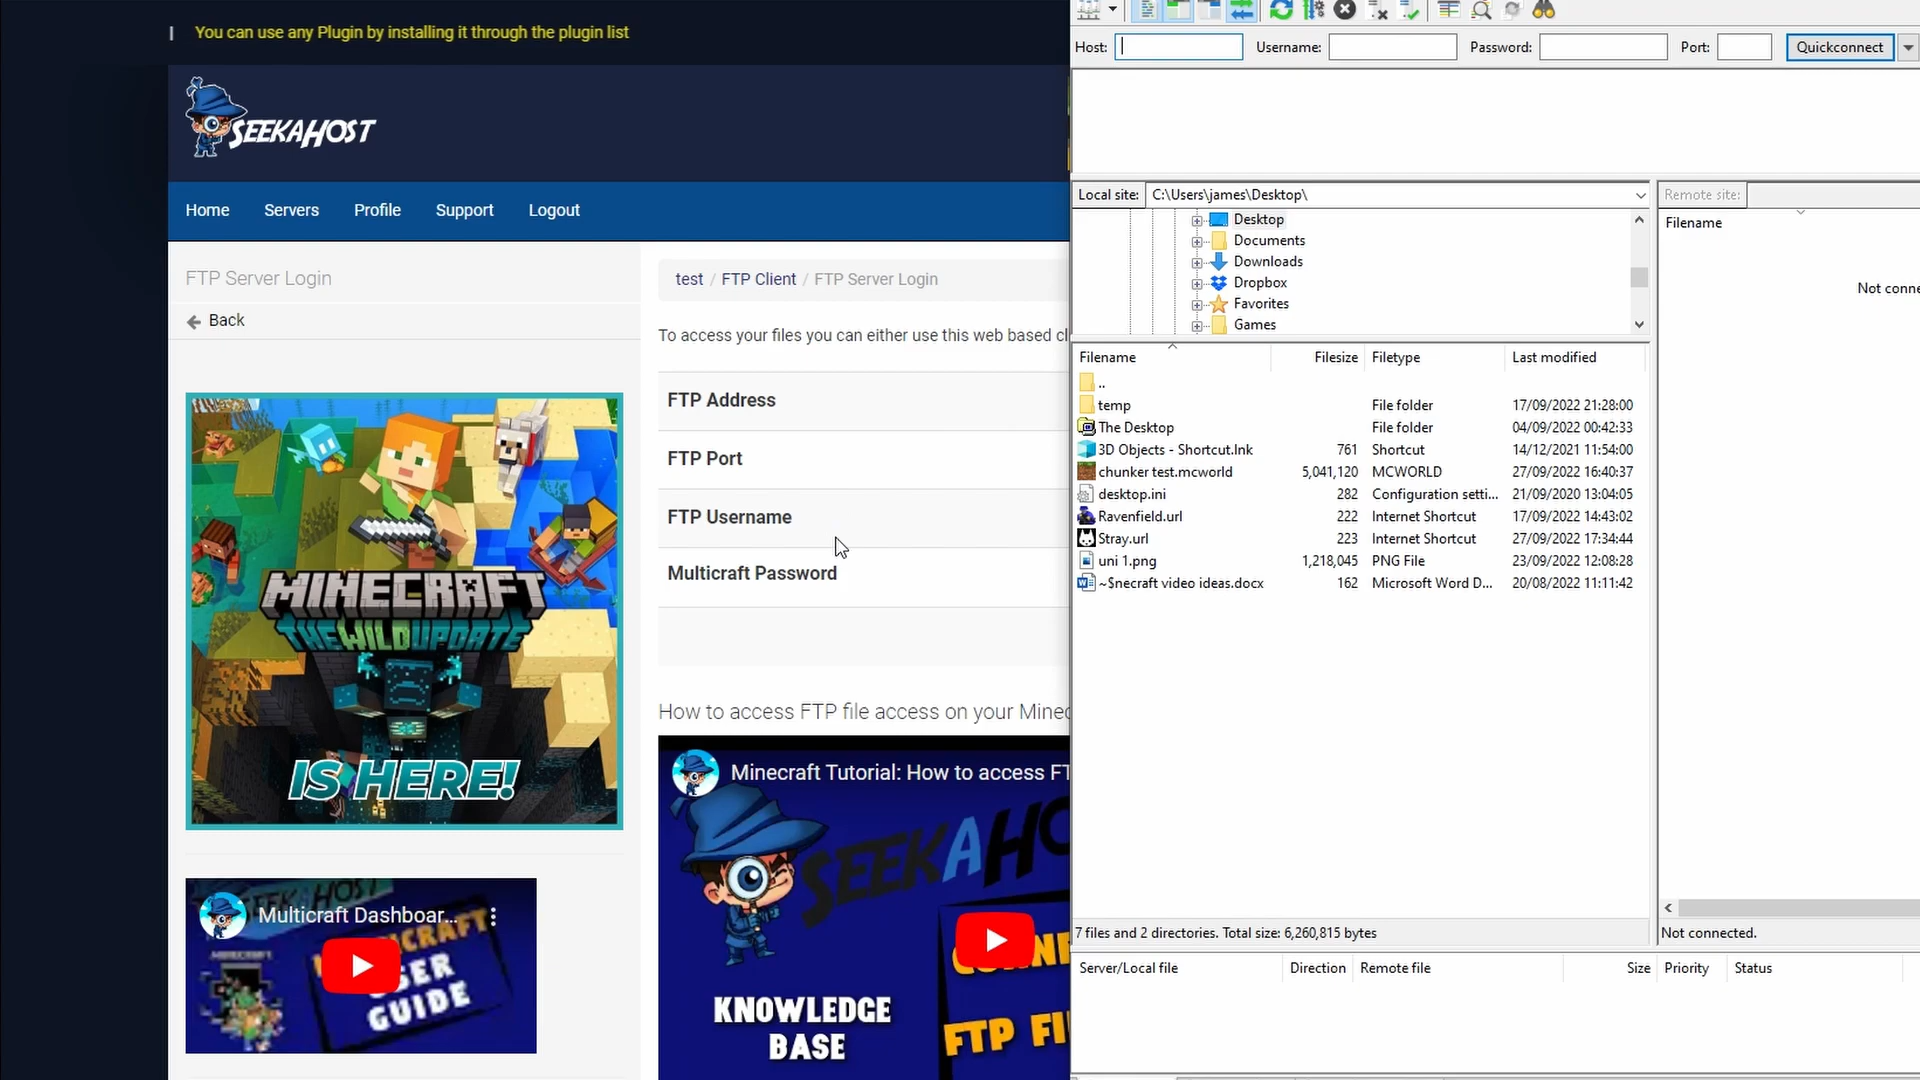 You can use any Plugin by installing it through the plugin list
SEEKAHOST
Home Servers Profile Support Logout
FTP Server Login
Back
MINECRAFT
THE WILD UPDATE
IS HERE!
Multicraft Dashboar...
USER
GUIDE
test / FTP Client / FTP Server Login
To access your files you can either use this web based cl
FTP Address
FTP Port
FTP Username
Multicraft Password
How to access FTP file access on your Minec
Minecraft Tutorial: How to access FT
SEEKAHO
KNOWLEDGE
BASE
FTP FI
Host: Username: Password: Port: Quickconnect
Local site: C:\Users\james\Desktop\
Desktop
Documents
Downloads
Dropbox
Favorites
Games
Filename Filesize Filetype Last modified
..
temp File folder 17/09/2022 21:28:00
The Desktop File folder 04/09/2022 00:42:33
3D Objects - Shortcut.lnk 761 Shortcut 14/12/2021 11:54:00
chunker test.mcworld 5,041,120 MCWORLD 27/09/2022 16:40:37
desktop.ini 282 Configuration setti... 21/09/2020 13:04:05
Ravenfield.url 222 Internet Shortcut 17/09/2022 14:43:02
Stray.url 223 Internet Shortcut 27/09/2022 17:34:44
uni 1.png 1,218,045 PNG File 23/09/2022 12:08:28
~$necraft video ideas.docx 162 Microsoft Word D... 20/08/2022 11:11:42
7 files and 2 directories. Total size: 6,260,815 bytes
Remote site:
Filename
Not conne
Not connected.
Server/Local file Direction Remote file Size Priority Status